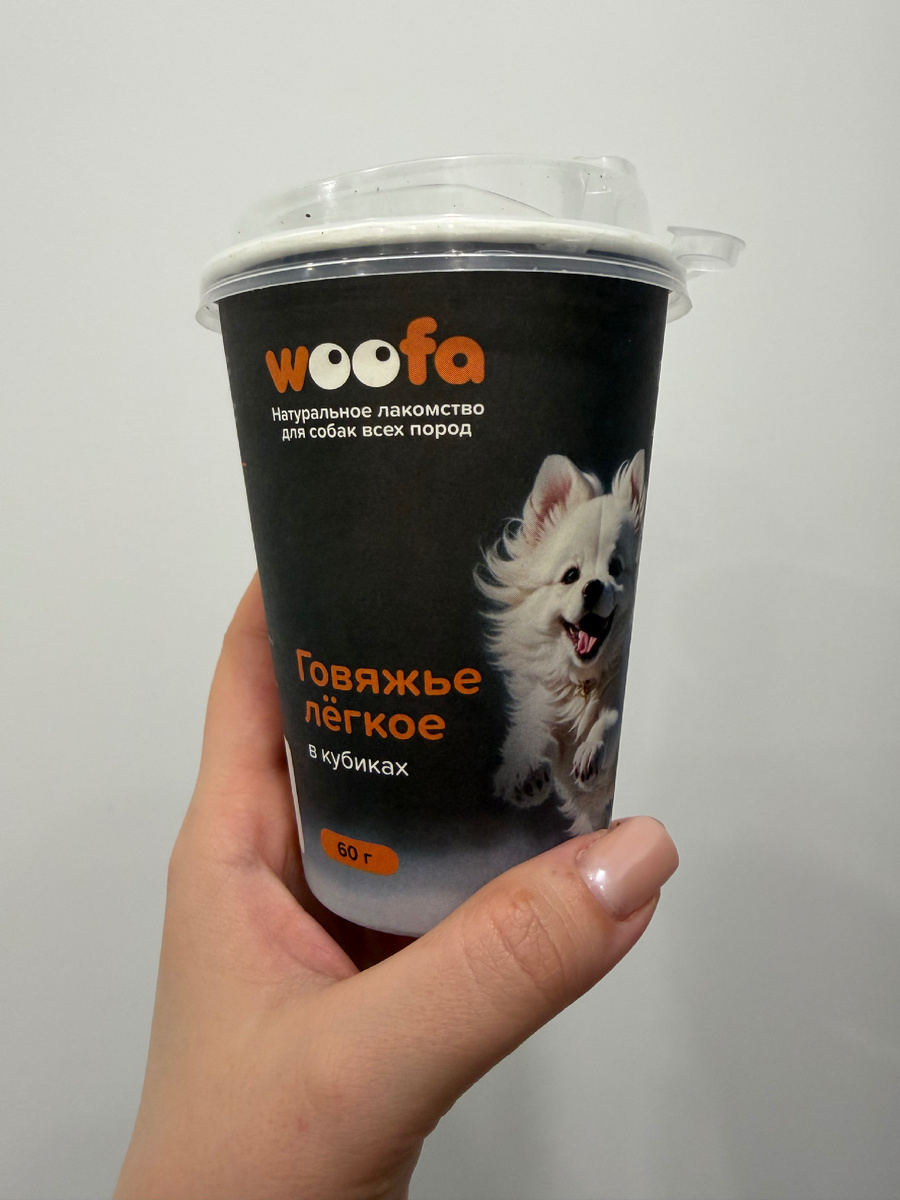 woofa
Натуральное лакомство
для собак всех пород
Говяжье
лёгкое
в кубиках
60 г